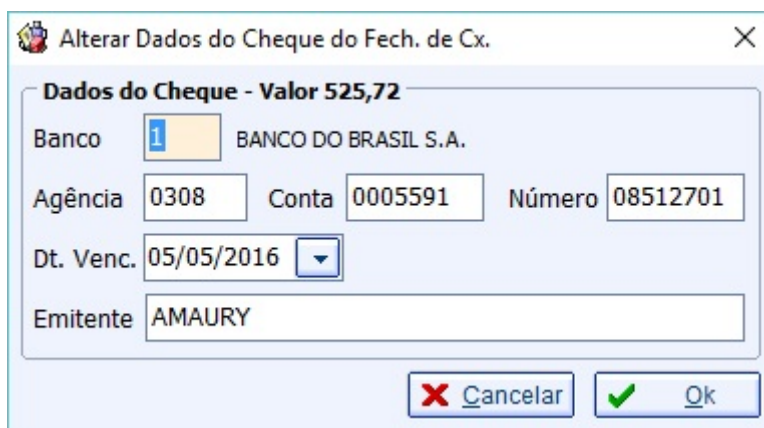 Alterar Dados do Cheque do Fech. de Cx.
Dados do Cheque - Valor 525,72
Banco 1 BANCO DO BRASIL S.A.
Agência 0308 Conta 0005591 Número 08512701
Dt. Venc. 05/05/2016
Emitente AMAURY
Cancelar Ok